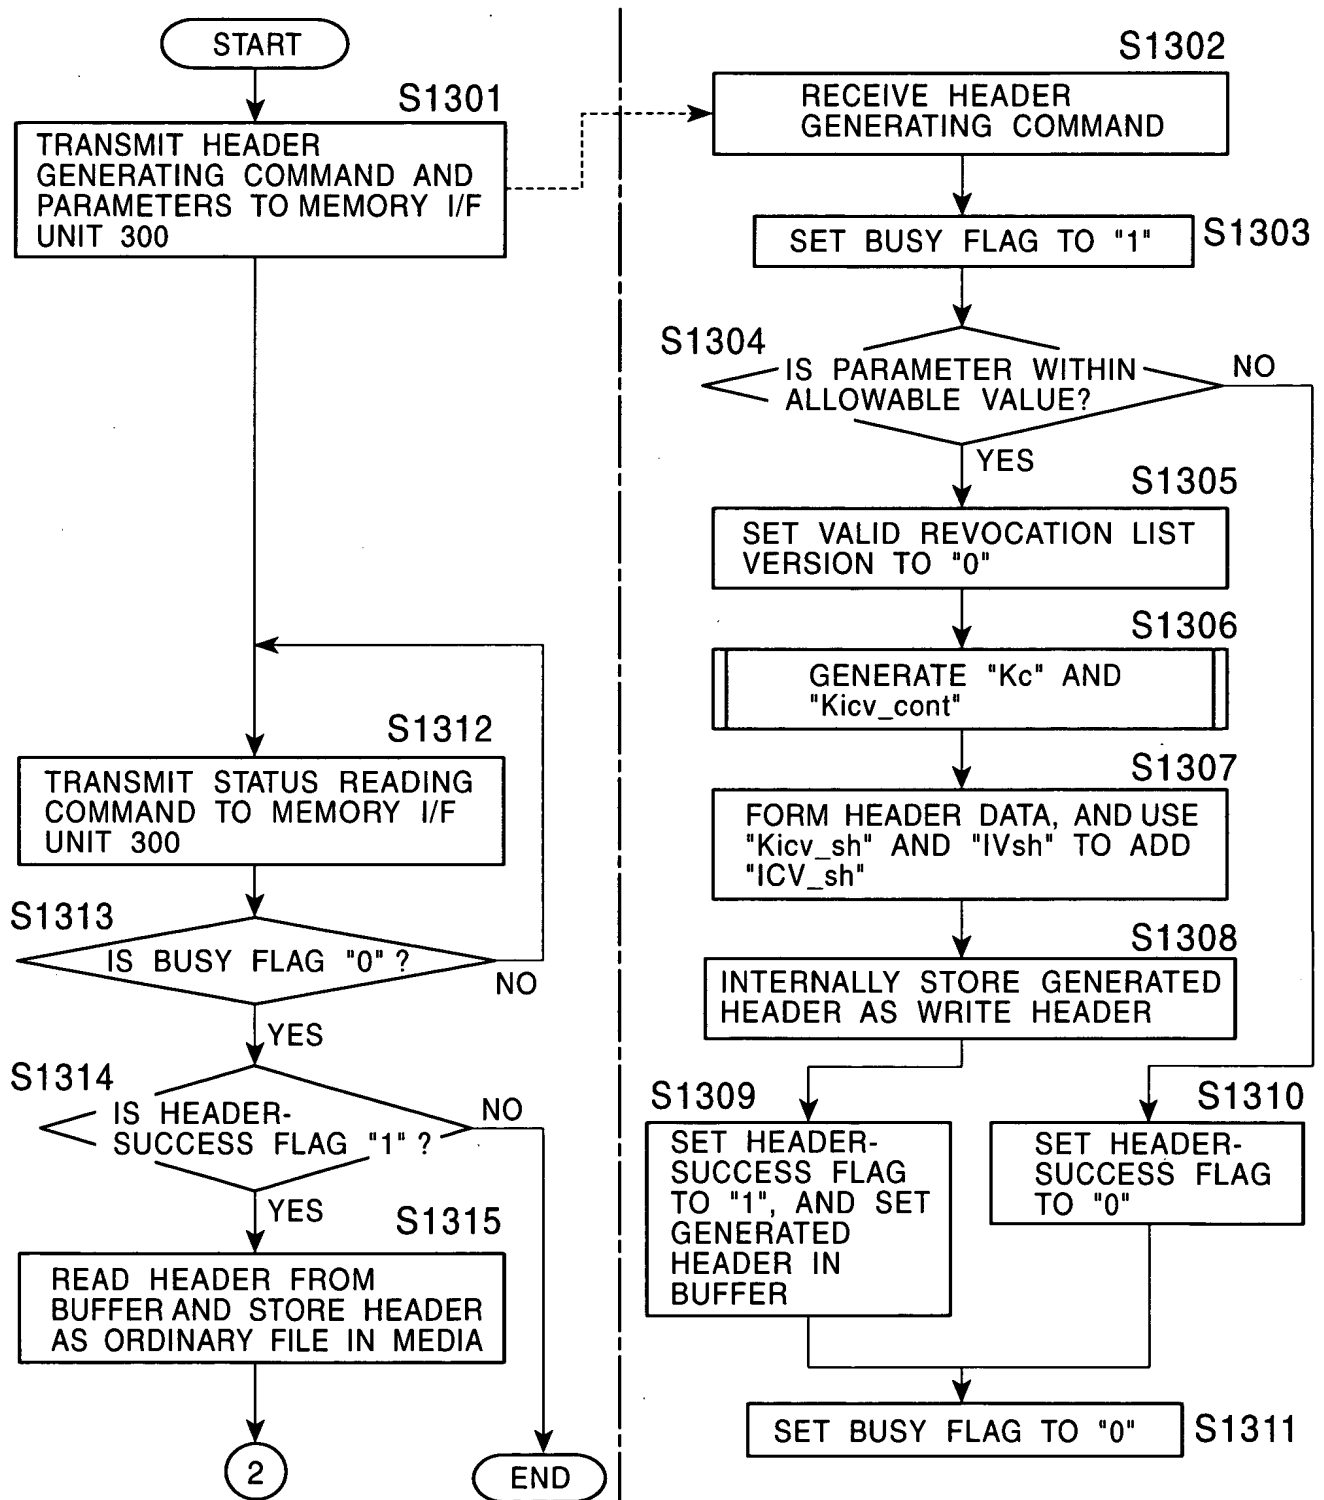 START
S1301
TRANSMIT HEADER
GENERATING COMMAND AND
PARAMETERS TO MEMORY I/F
UNIT 300
S1312
TRANSMIT STATUS READING
COMMAND TO MEMORY I/F
UNIT 300
S1313
IS BUSY FLAG "0" ?
NO
YES
S1314
IS HEADER-
SUCCESS FLAG "1" ?
NO
YES
S1315
READ HEADER FROM
BUFFER AND STORE HEADER
AS ORDINARY FILE IN MEDIA
2
END
S1302
RECEIVE HEADER
GENERATING COMMAND
SET BUSY FLAG TO "1"
S1303
S1304
IS PARAMETER WITHIN
ALLOWABLE VALUE?
NO
YES
S1305
SET VALID REVOCATION LIST
VERSION TO "0"
S1306
GENERATE "Kc" AND
"Kicv_cont"
S1307
FORM HEADER DATA, AND USE
"Kicv_sh" AND "IVsh" TO ADD
"ICV_sh"
S1308
INTERNALLY STORE GENERATED
HEADER AS WRITE HEADER
S1309
SET HEADER-
SUCCESS FLAG
TO "1", AND SET
GENERATED
HEADER IN
BUFFER
S1310
SET HEADER-
SUCCESS FLAG
TO "0"
SET BUSY FLAG TO "0"
S1311